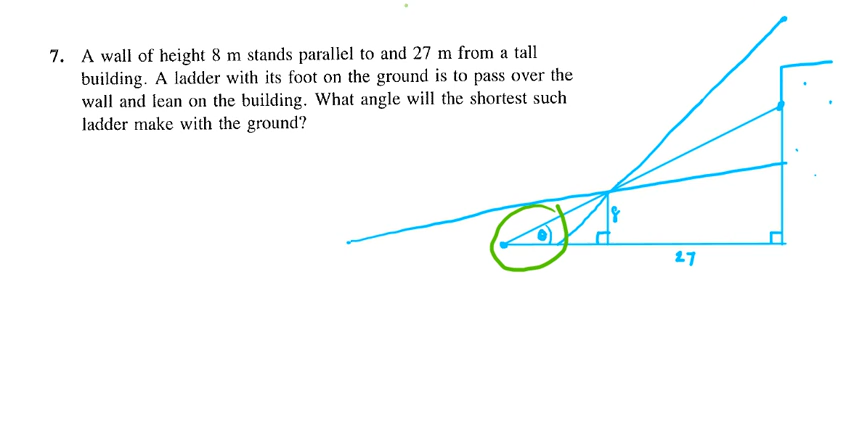 7. A wall of height 8 m stands parallel to and 27 m from a tall
building. A ladder with its foot on the ground is to pass over the
wall and lean on the building. What angle will the shortest such
ladder make with the ground?
8
θ
27